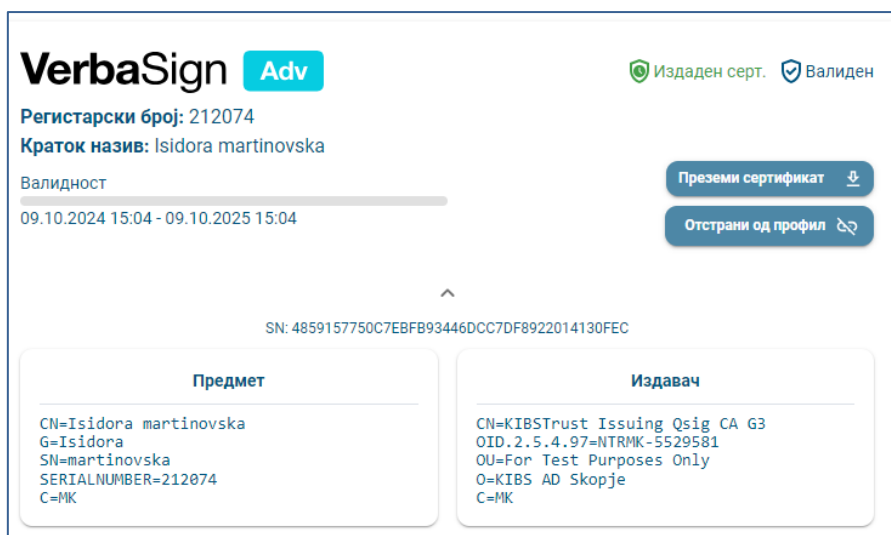 VerbaSign Adv
Издаден серт. Валиден
Регистарски број: 212074
Краток назив: Isidora martinovska
Валидност
09.10.2024 15:04 - 09.10.2025 15:04
Преземи сертификат
Отстрани од профил
SN: 4859157750C7EBFB93446DCC7DF8922014130FEC
Предмет
CN=Isidora martinovska
G=Isidora
SN=martinovska
SERIALNUMBER=212074
C=MK
Издавач
CN=KIBSTrust Issuing Qsig CA G3
OID.2.5.4.97=NTRMK-5529581
OU=For Test Purposes Only
O=KIBS AD Skopje
C=MK